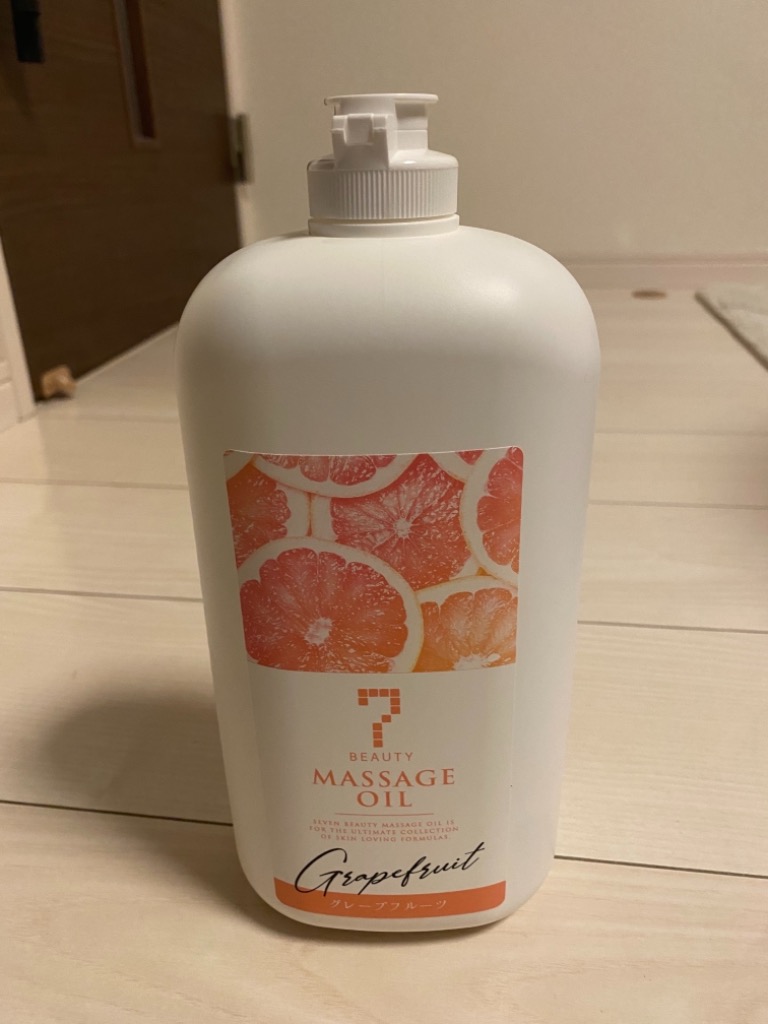 7
BEAUTY
MASSAGE
OIL
SEVEN BEAUTY MASSAGE OIL IS
FOR THE ULTIMATE COLLECTION
OF SKIN LOVING FORMULAS.
Grapefruit
グレープフルーツ